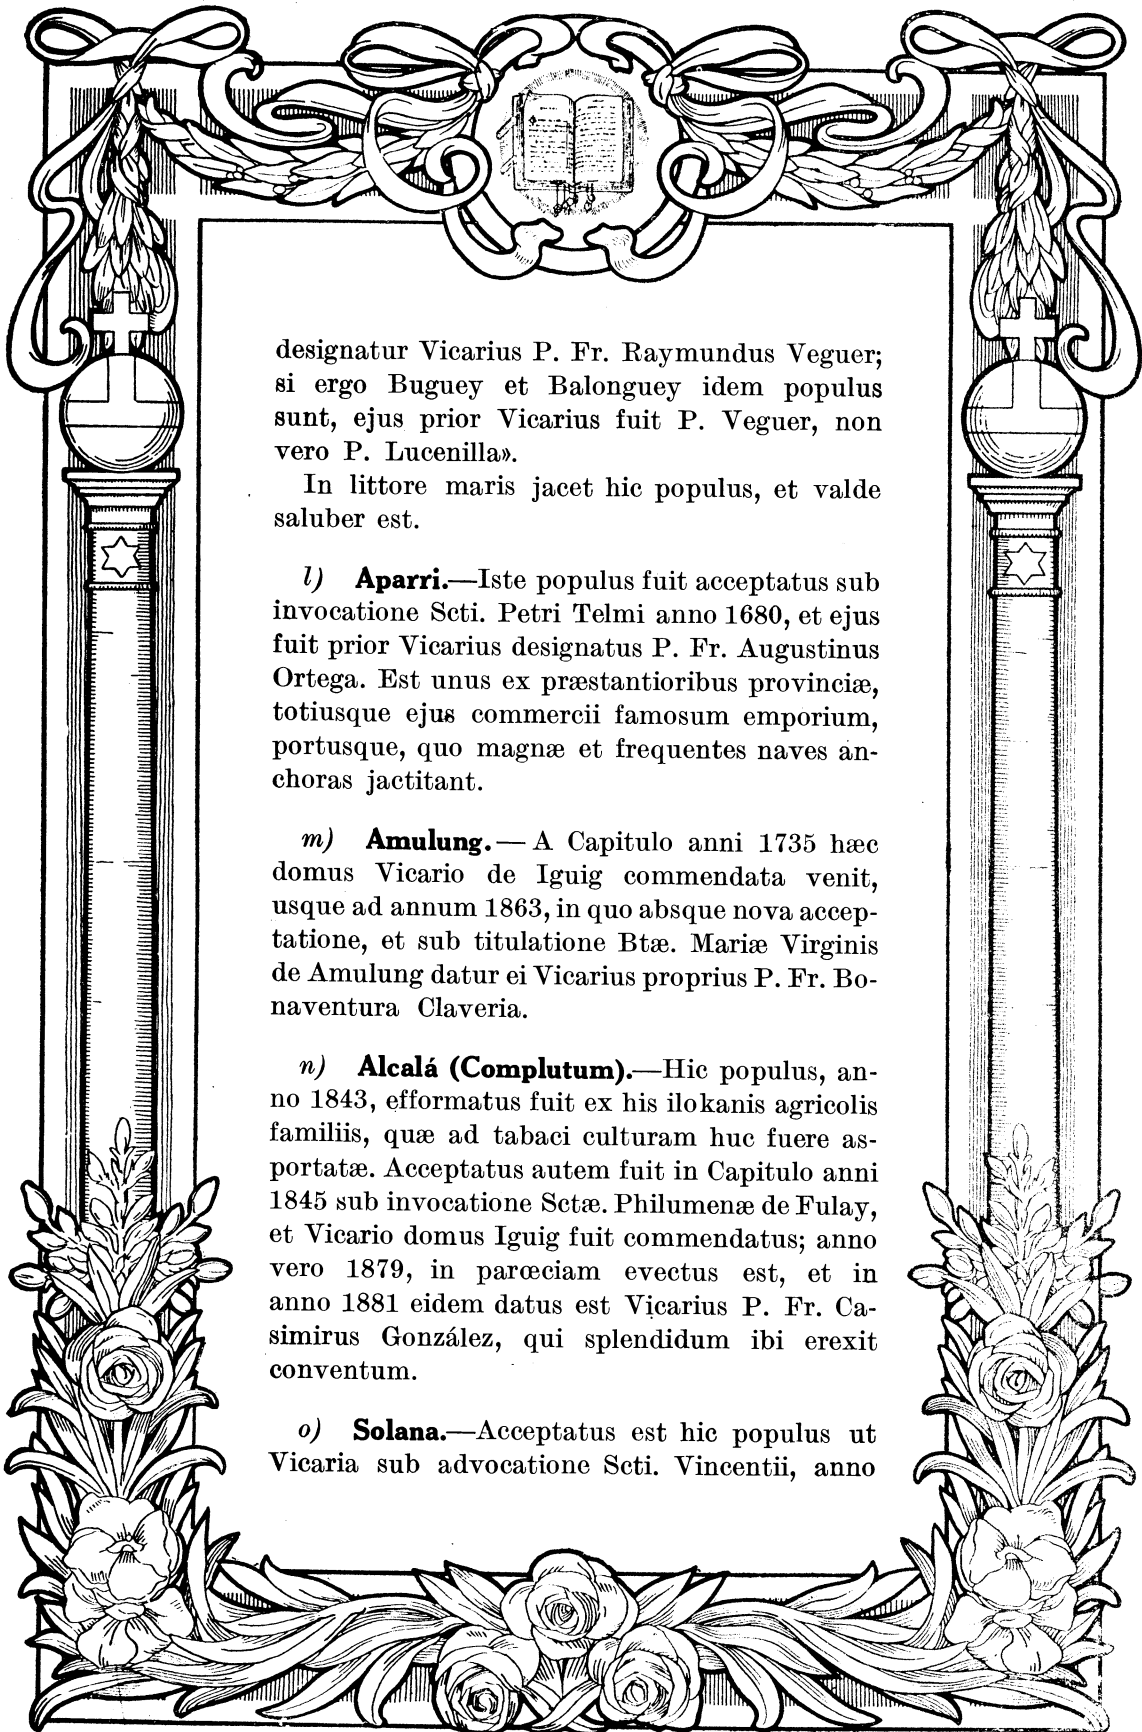 designatur Vicarius P. Fr. Raymundus Veguer;
si ergo Buguey et Balonguey idem populus
sunt, ejus prior Vicarius fuit P. Veguer, non
vero P. Lucenilla».
In littore maris jacet hic populus, et valde
saluber est.
l) Aparri.—Iste populus fuit acceptatus sub
invocatione Scti. Petri Telmi anno 1680, et ejus
fuit prior Vicarius designatus P. Fr. Augustinus
Ortega. Est unus ex præstantioribus provinciæ,
totiusque ejus commercii famosum emporium,
portusque, quo magnæ et frequentes naves an-
choras jactitant.
m) Amulung.—A Capitulo anni 1735 hæc
domus Vicario de Iguig commendata venit,
usque ad annum 1863, in quo absque nova accep-
tatione, et sub titulatione Btæ. Mariæ Virginis
de Amulung datur ei Vicarius proprius P. Fr. Bo-
naventura Claveria.
n) Alcalá (Complutum).—Hic populus, an-
no 1843, efformatus fuit ex his ilokanis agricolis
familiis, quæ ad tabaci culturam huc fuere as-
portatæ. Acceptatus autem fuit in Capitulo anni
1845 sub invocatione Sctæ. Philumenæ de Fulay,
et Vicario domus Iguig fuit commendatus; anno
vero 1879, in parœciam evectus est, et in
anno 1881 eidem datus est Vicarius P. Fr. Ca-
simirus González, qui splendidum ibi erexit
conventum.
o) Solana.—Acceptatus est hic populus ut
Vicaria sub advocatione Scti. Vincentii, anno